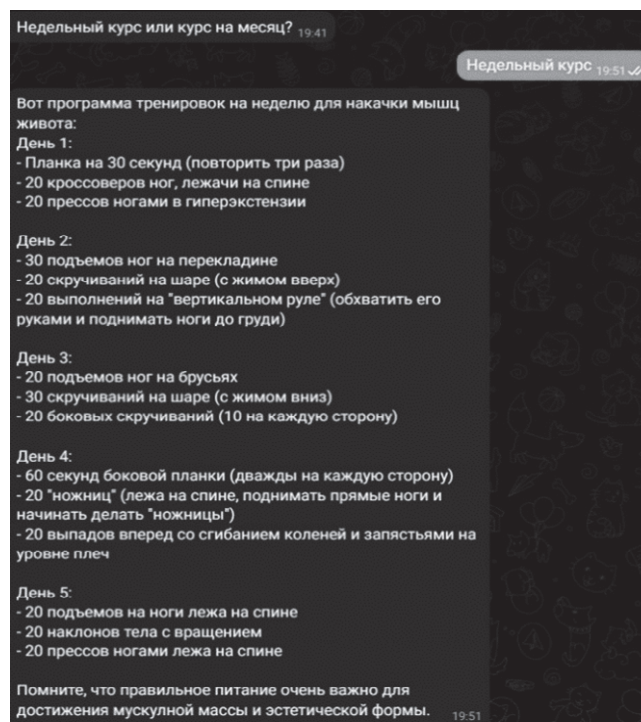 Недельный курс или курс на месяц? 19:41
Недельный курс 19:51
Вот программа тренировок на неделю для накачки мышц
живота:
День 1:
- Планка на 30 секунд (повторить три раза)
- 20 кроссоверов ног, лежачи на спине
- 20 прессов ногами в гиперэкстензии
День 2:
- 30 подъемов ног на перекладине
- 20 скручиваний на шаре (с жимом вверх)
- 20 выполнений на "вертикальном руле" (обхватить его
руками и поднимать ноги до груди)
День 3:
- 20 подъемов ног на брусьях
- 30 скручиваний на шаре (с жимом вниз)
- 20 боковых скручиваний (10 на каждую сторону)
День 4:
- 60 секунд боковой планки (дважды на каждую сторону)
- 20 "ножниц" (лежа на спине, поднимать прямые ноги и
начинать делать "ножницы")
- 20 выпадов вперед со сгибанием коленей и запястьями на
уровне плеч
День 5:
- 20 подъемов на ноги лежа на спине
- 20 наклонов тела с вращением
- 20 прессов ногами лежа на спине
Помните, что правильное питание очень важно для
достижения мускулной массы и эстетической формы. 19:51